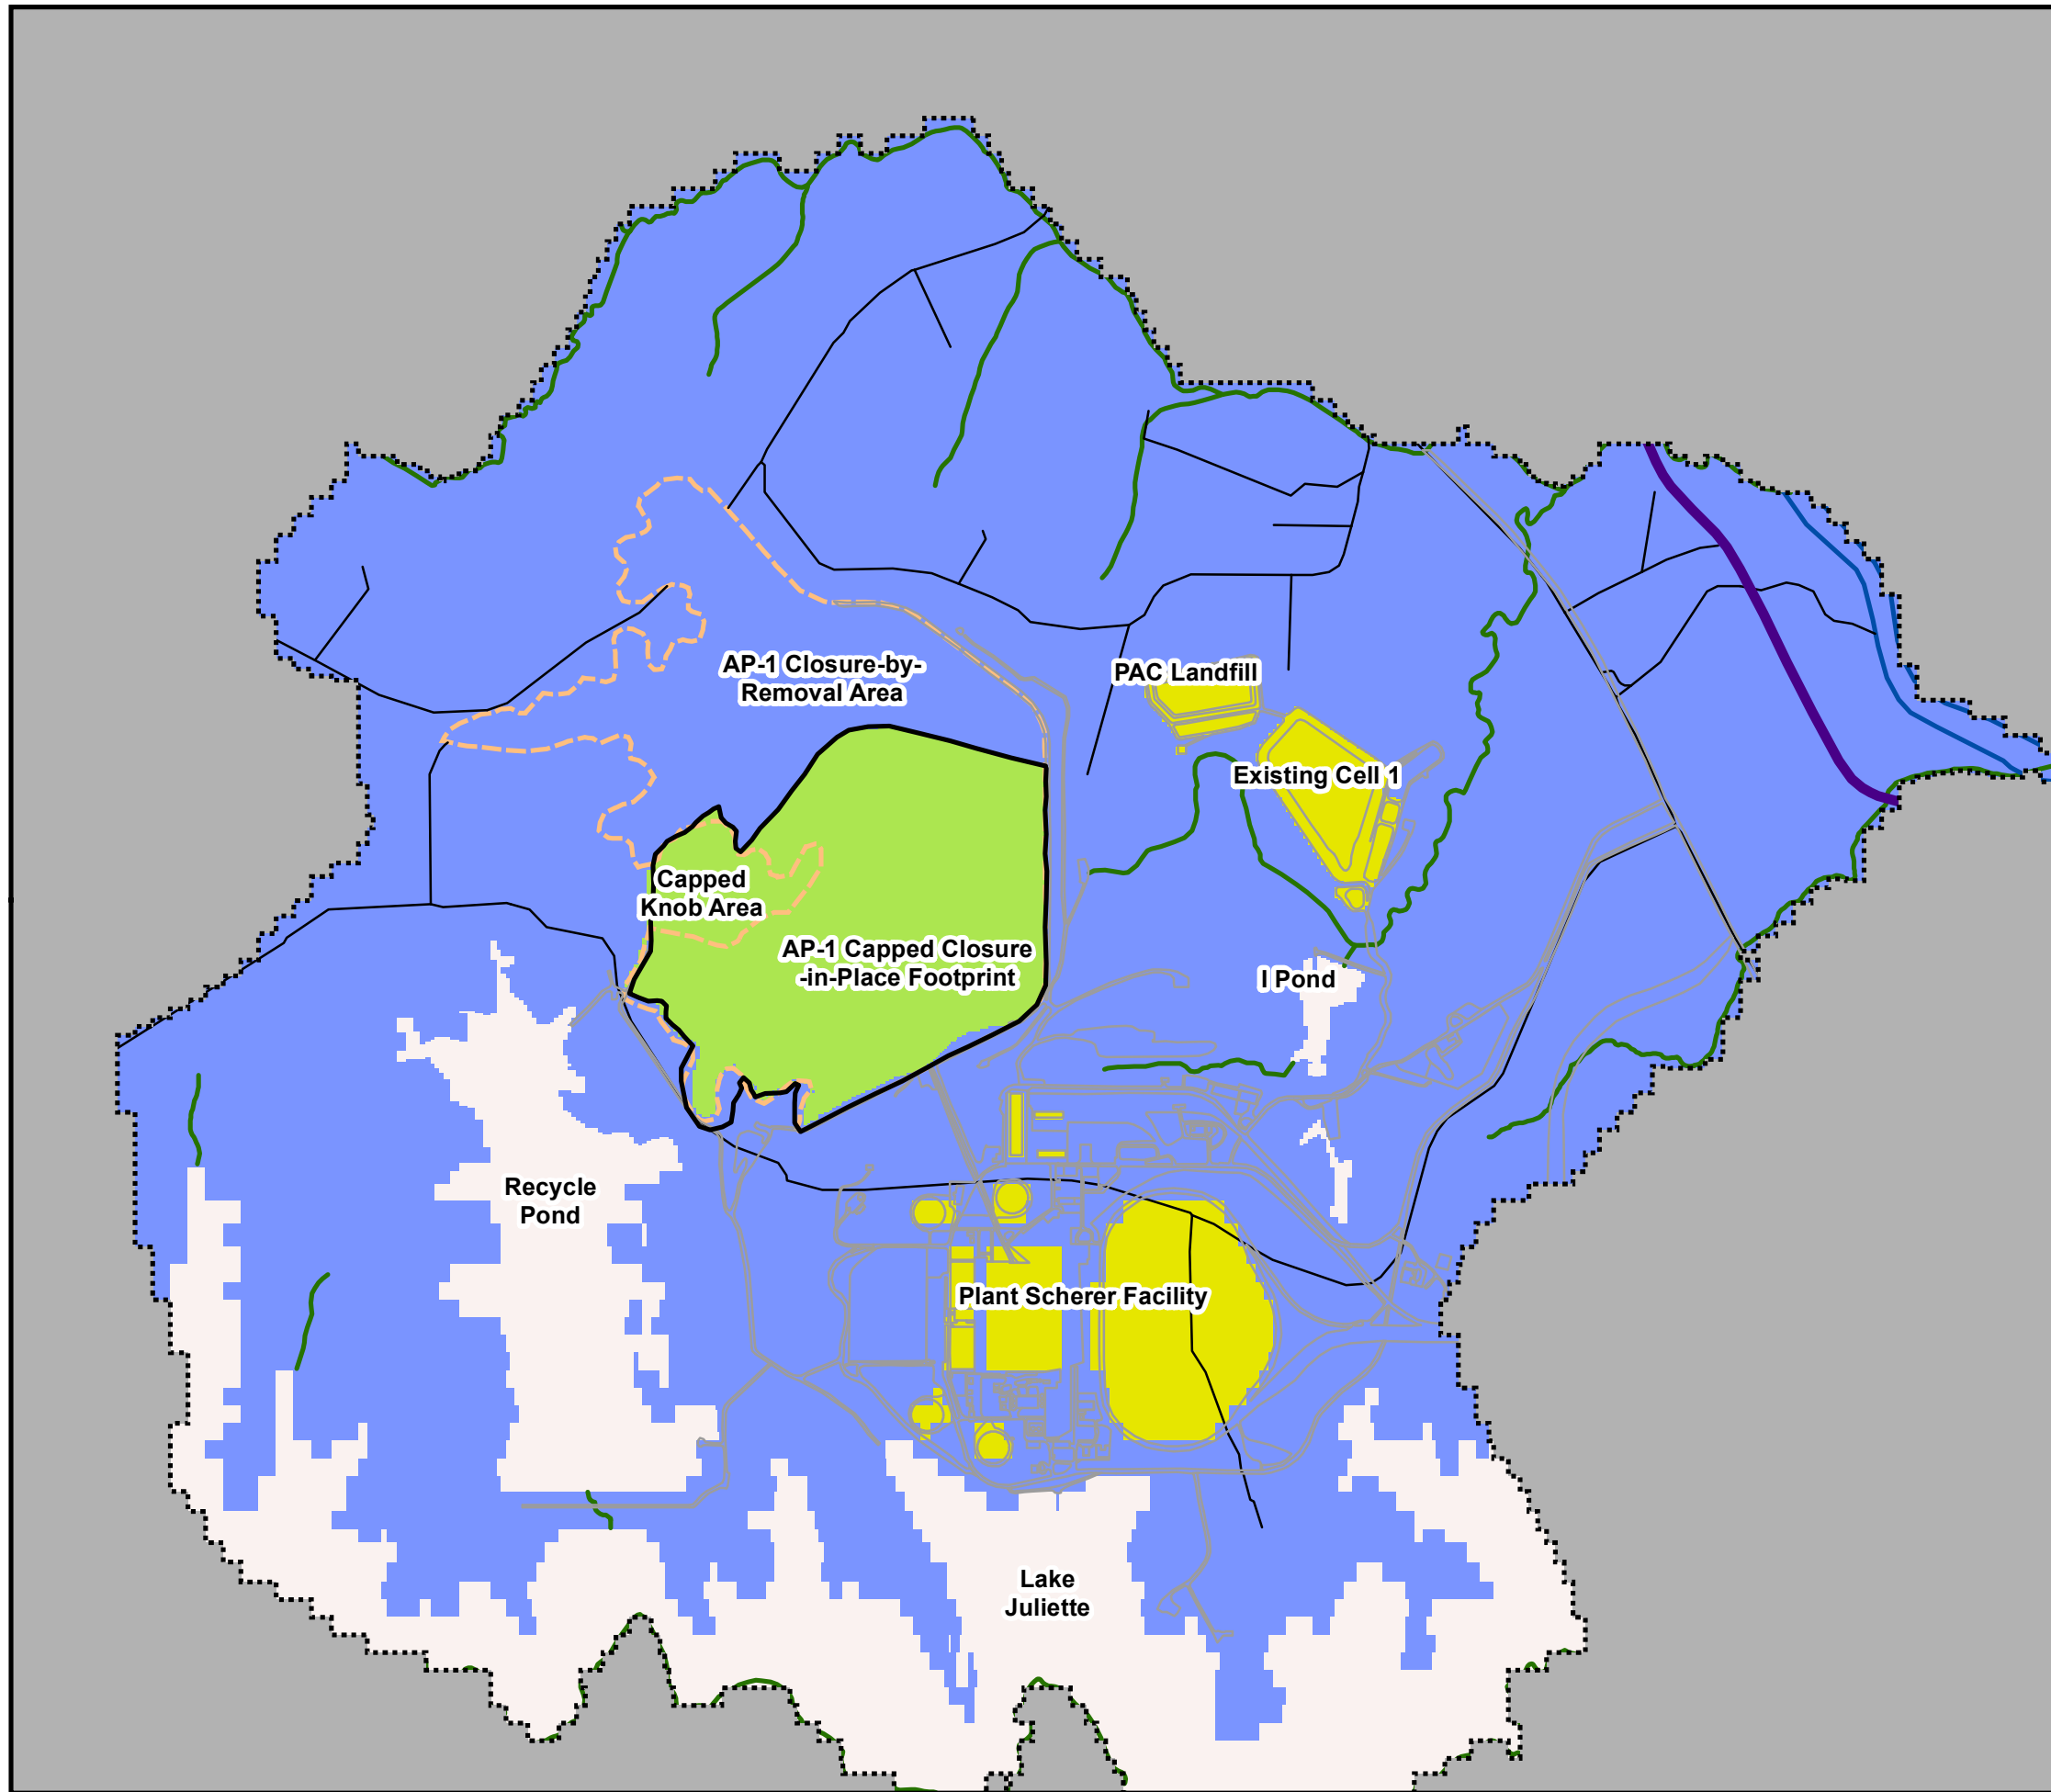 AP-1 Closure-by-
Removal Area
PAC Landfill
Existing Cell 1
Capped
Knob Area
AP-1 Capped Closure
-in-Place Footprint
I Pond
Recycle
Pond
Plant Scherer Facility
Lake
Juliette